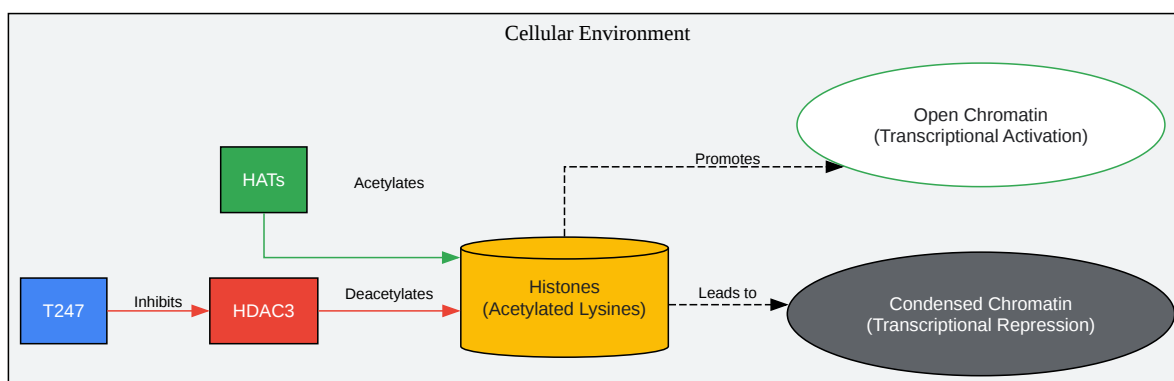 Cellular Environment
Open Chromatin
(Transcriptional Activation)
Promotes
HATs
Acetylates
Histones
(Acetylated Lysines)
T247
Inhibits
HDAC3
Deacetylates
Leads to
Condensed Chromatin
(Transcriptional Repression)